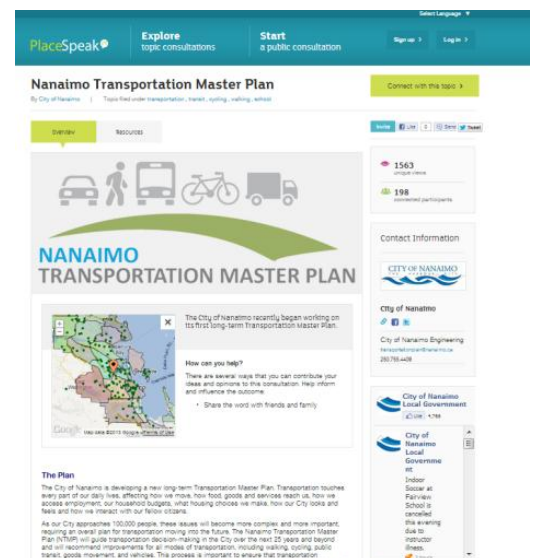 Select Language ▼
PlaceSpeak
Explore
topic consultations
Start
a public consultation
Sign up >
Log in >
Nanaimo Transportation Master Plan
By City of Nanaimo | Topic filed under transportation , transit , cycling , walking , school
Connect with this topic >
Overview
Resources
Invite
Like
0
Send
Tweet
1563
unique views
198
connected participants
NANAIMO
TRANSPORTATION MASTER PLAN
Contact Information
CITY OF NANAIMO
City of Nanaimo
City of Nanaimo Engineering
The City of Nanaimo recently began working on
its first long-term Transportation Master Plan.
How can you help?
There are several ways that you can contribute your
ideas and opinions to this consultation. Help inform
and influence the outcome.
• Share the word with friends and family
Google
Map data ©2013 Google Terms of Use
City of Nanaimo
Local Government
Like
City of
Nanaimo
Local
Governme
nt
Indoor
Soccer at
Fairview
School is
cancelled
this evening
due to
instructor
illness.
The Plan
The City of Nanaimo is developing a new long-term Transportation Master Plan. Transportation touches
every part of our daily lives, affecting how we move, how food, goods and services reach us, how we
access employment, our household budgets, what housing choices we make, how our City looks and
feels and how we interact with our fellow citizens.
As our City approaches 100,000 people, these issues will become more complex and more important,
requiring an overall plan for transportation moving into the future. The Nanaimo Transportation Master
Plan (NTMP) will guide transportation decision-making in the City over the next 25 years and beyond
and will recommend improvements for all modes of transportation, including walking, cycling, public
transit, goods movement, and vehicles. This process is important to ensure that transportation